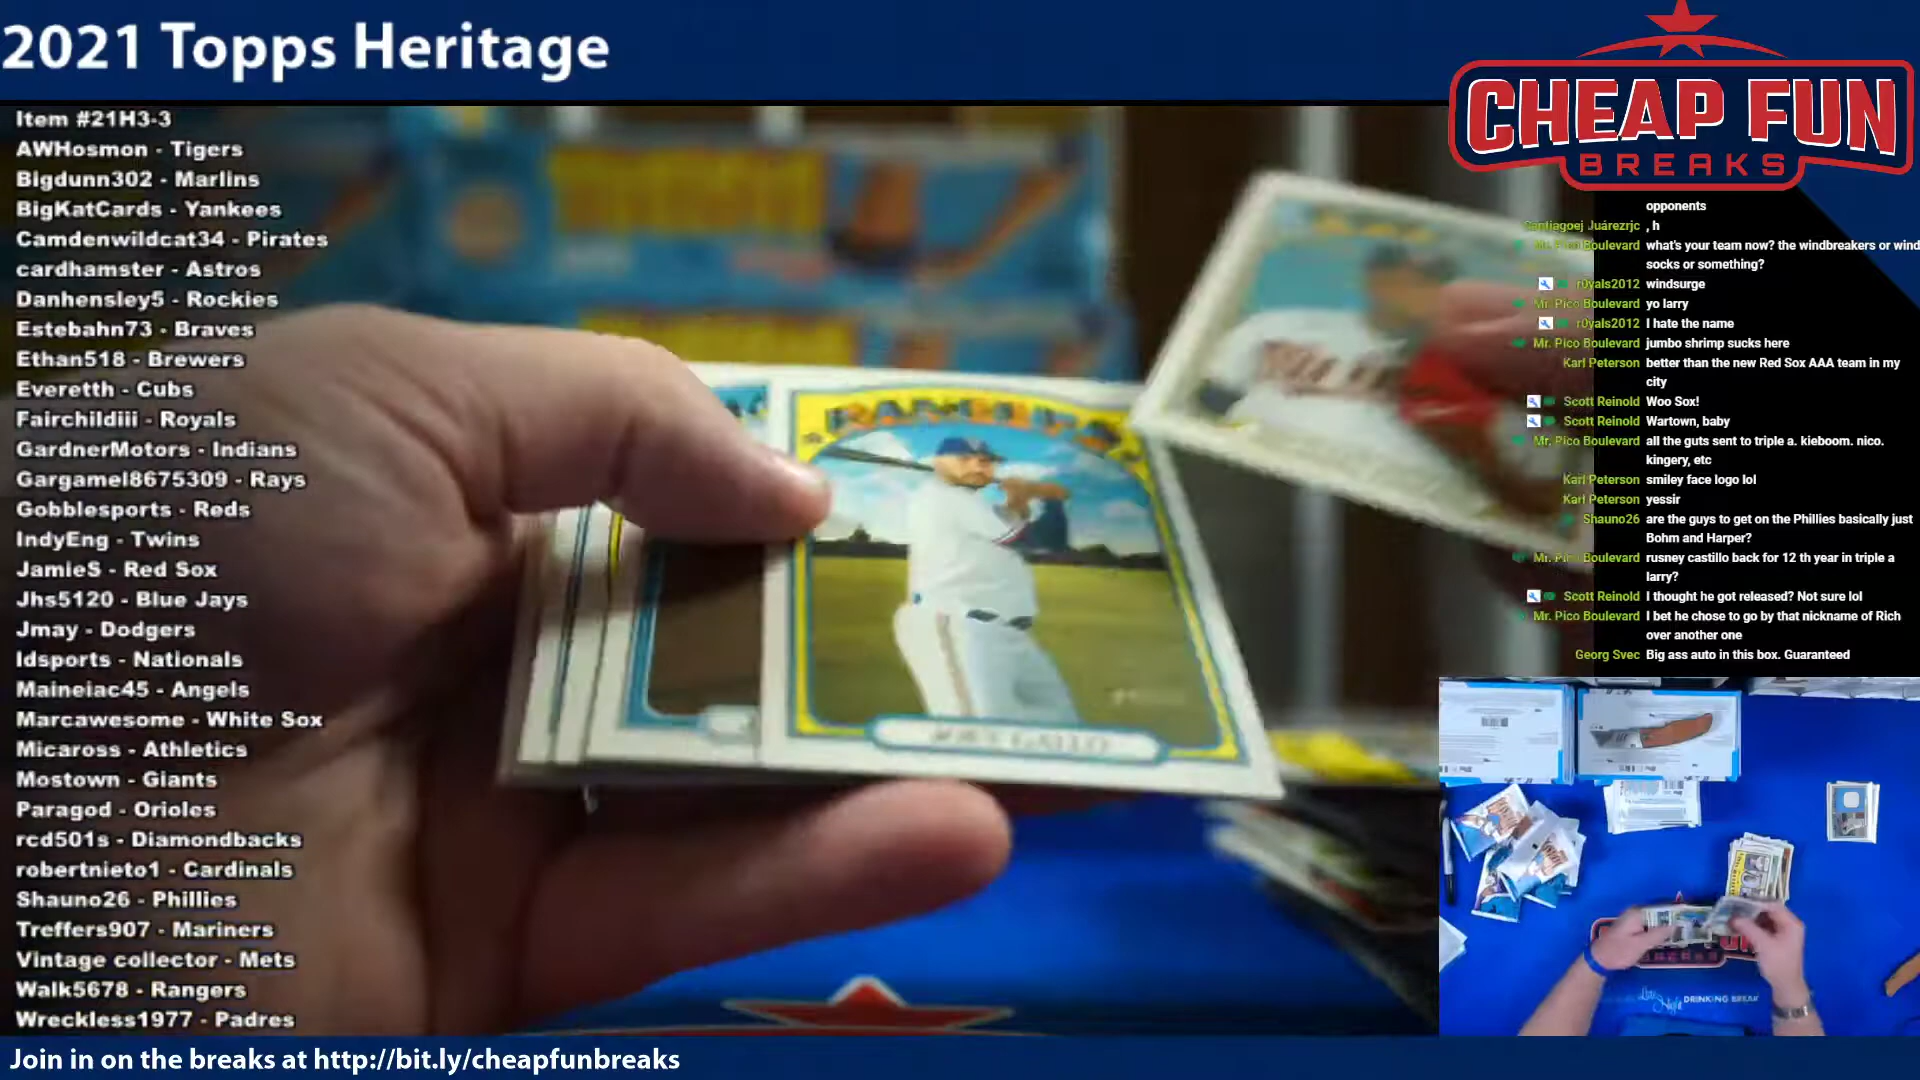 2021 Topps Heritage
CHEAP FUN
BREAKS
Item #21H3-3
AWHosmon - Tigers
Bigdunn302 - Marlins
BigKatCards - Yankees
Camdenwildcat34 - Pirates
cardhamster - Astros
Danhensley5 - Rockies
Estebahn73 - Braves
Ethan518 - Brewers
Everetth - Cubs
Fairchildiii - Royals
GardnerMotors - Indians
Gargamel8675309 - Rays
Gobblesports - Reds
IndyEng - Twins
JamieS - Red Sox
Jhs5120 - Blue Jays
Jmay - Dodgers
ldsports - Nationals
Maineiac45 - Angels
Marcawesome - White Sox
Micaross - Athletics
Mostown - Giants
Paragod - Orioles
rcd501s - Diamondbacks
robertnieto1 - Cardinals
Shauno26 - Phillies
Treffers907 - Mariners
Vintage collector - Mets
Walk5678 - Rangers
Wreckless1977 - Padres
RANGERS
JOEY GALLO
opponents
Santiagoej Juárezrjc , h
Mr. Pico Boulevard what's your team now? the windbreakers or wind
socks or something?
r0yals2012 windsurge
Mr. Pico Boulevard yo larry
r0yals2012 I hate the name
Mr. Pico Boulevard jumbo shrimp sucks here
Karl Peterson better than the new Red Sox AAA team in my
city
Scott Reinold Woo Sox!
Scott Reinold Wartown, baby
Mr. Pico Boulevard all the guts sent to triple a. kieboom. nico.
kingery, etc
Karl Peterson smiley face logo lol
Karl Peterson yessir
Shauno26 are the guys to get on the Phillies basically just
Bohm and Harper?
Mr. Pico Boulevard rusney castillo back for 12 th year in triple a
larry?
Scott Reinold I thought he got released? Not sure lol
Mr. Pico Boulevard I bet he chose to go by that nickname of Rich
over another one
Georg Svec Big ass auto in this box. Guaranteed
DRINKING BREAK
Join in on the breaks at http://bit.ly/cheapfunbreaks